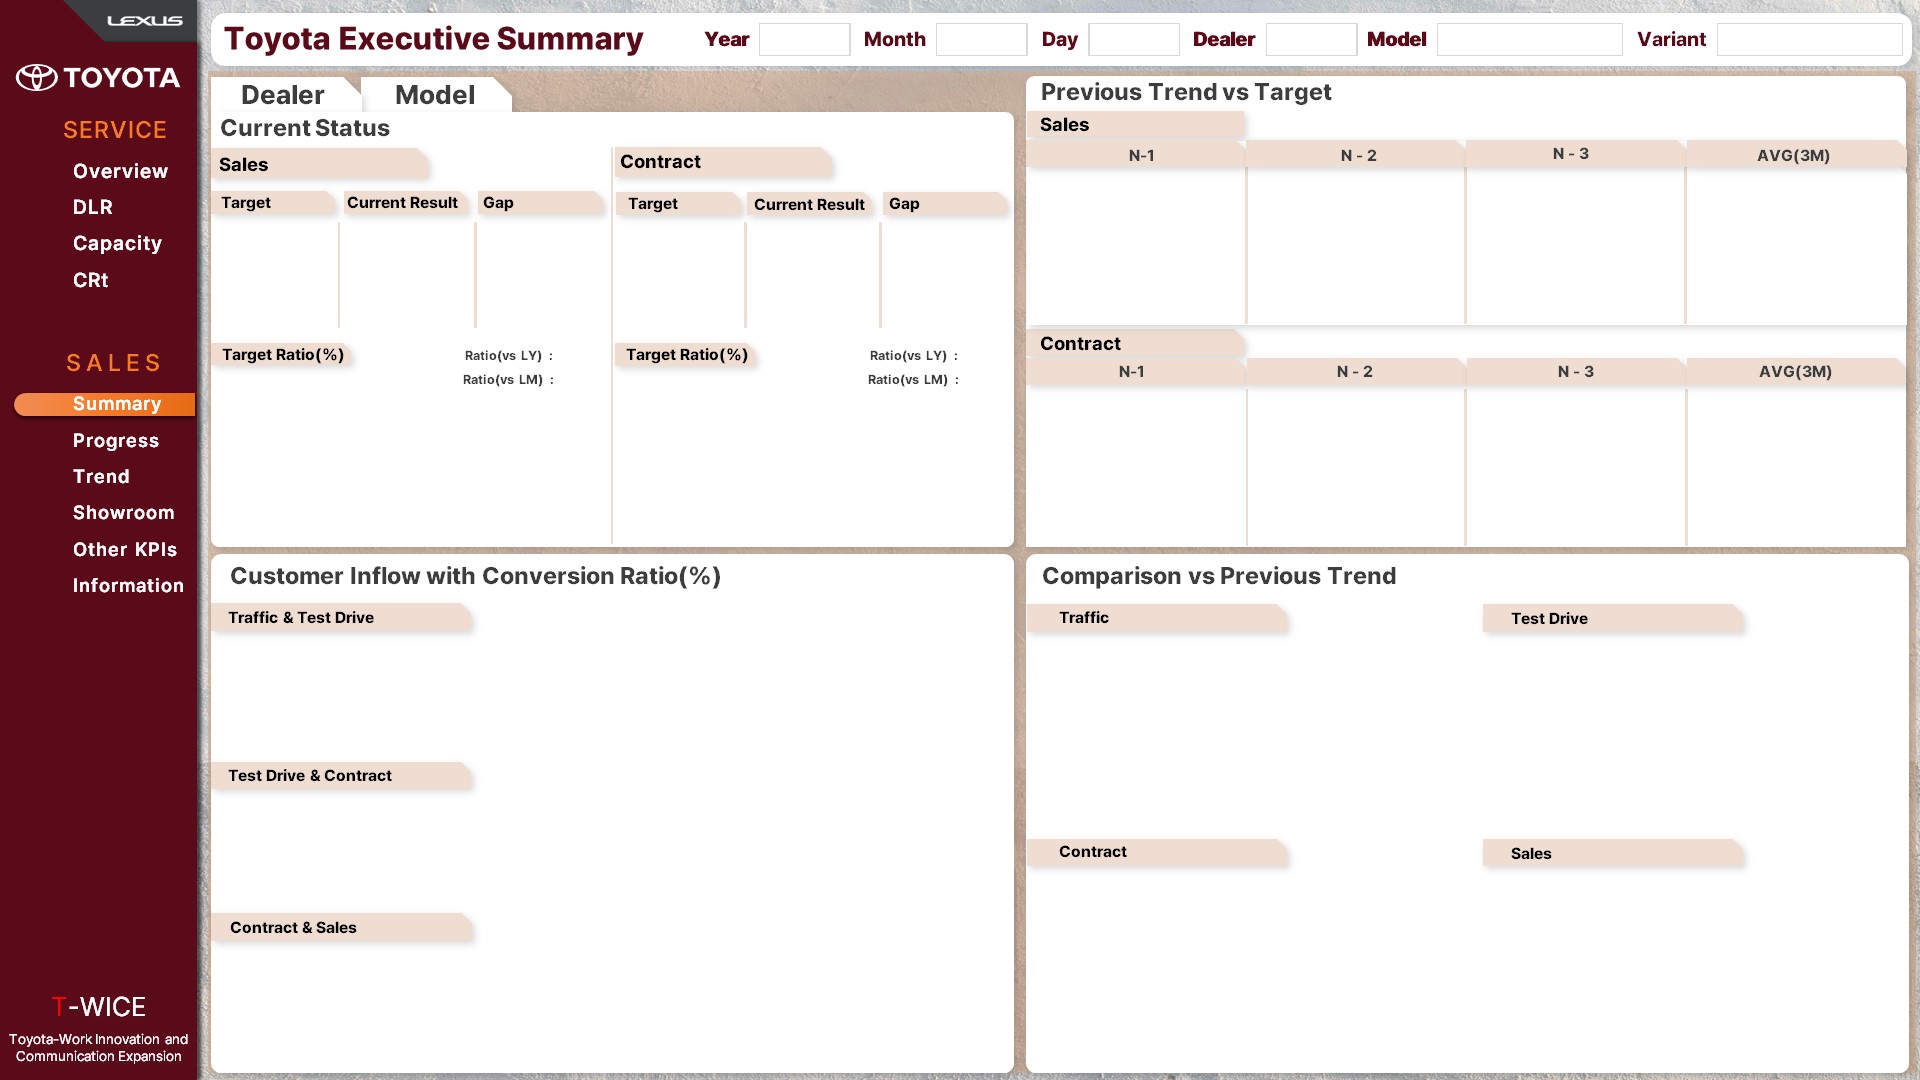 LEXUS
TOYOTA
SERVICE
Overview
DLR
Capacity
CRt
SALES
Summary
Progress
Trend
Showroom
Other KPIs
Information
T-WICE
Toyota-Work Innovation and
Communication Expansion
Toyota Executive Summary
Year
Month
Day
Dealer
Model
Variant
Dealer
Model
Current Status
Sales
Target
Current Result
Gap
Target Ratio(%)
Ratio(vs LY) :
Ratio(vs LM) :
Contract
Target
Current Result
Gap
Target Ratio(%)
Ratio(vs LY) :
Ratio(vs LM) :
Previous Trend vs Target
Sales
N-1
N - 2
N - 3
AVG(3M)
Contract
N-1
N - 2
N - 3
AVG(3M)
Customer Inflow with Conversion Ratio(%)
Traffic & Test Drive
Test Drive & Contract
Contract & Sales
Comparison vs Previous Trend
Traffic
Test Drive
Contract
Sales